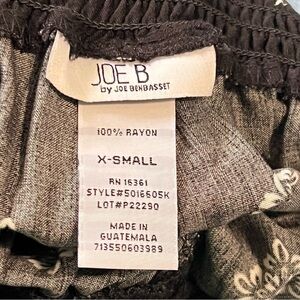 JOE B
by JOE BENBASSET
100% RAYON
X-SMALL
RN 16361
STYLE#5016605K
LOT#P22290
MADE IN
GUATEMALA
713550603989